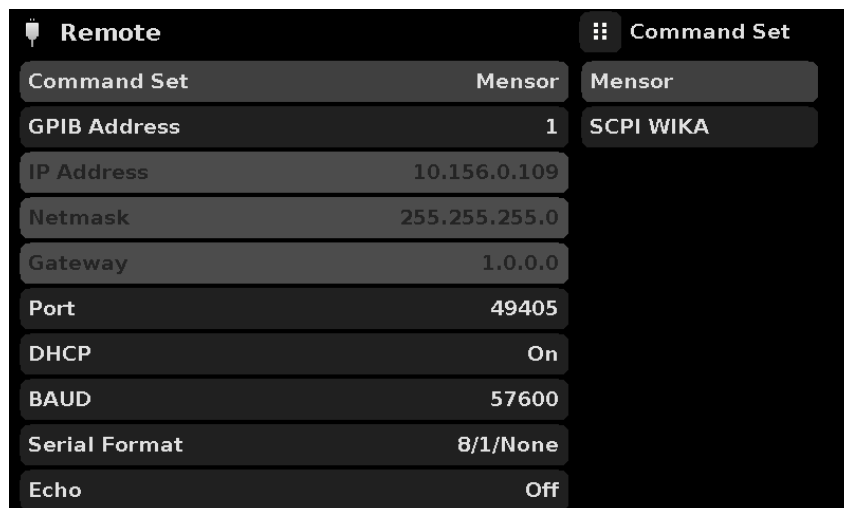 Remote
Command Set Mensor
GPIB Address 1
IP Address 10.156.0.109
Netmask 255.255.255.0
Gateway 1.0.0.0
Port 49405
DHCP On
BAUD 57600
Serial Format 8/1/None
Echo Off
Command Set
Mensor
SCPI WIKA